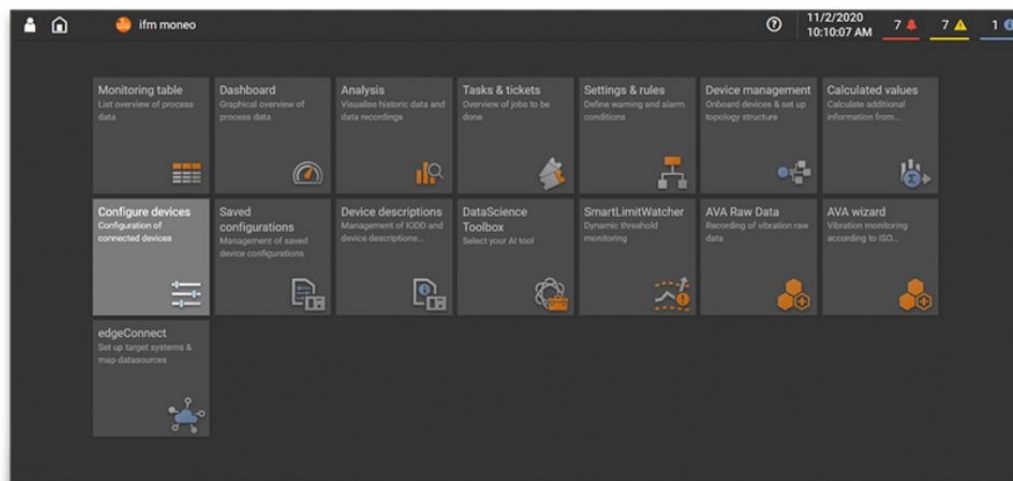 ifm moneo
11/2/2020
10:10:07 AM
7
7
1
Monitoring table
List overview of process
data
Dashboard
Graphical overview of
process data
Analysis
Visualise historic data and
data recordings
Tasks & tickets
Overview of jobs to be
done
Settings & rules
Define warning and alarm
conditions
Device management
Onboard devices & set up
topology structure
Calculated values
Calculate additional
information from...
Configure devices
Configuration of
connected devices
Saved
configurations
Management of saved
device configurations
Device descriptions
Management of IODD and
device descriptions...
DataScience
Toolbox
Select your AI tool
SmartLimitWatcher
Dynamic threshold
monitoring
AVA Raw Data
Recording of vibration raw
data
AVA wizard
Vibration monitoring
according to ISO...
edgeConnect
Set up target systems &
map datasources